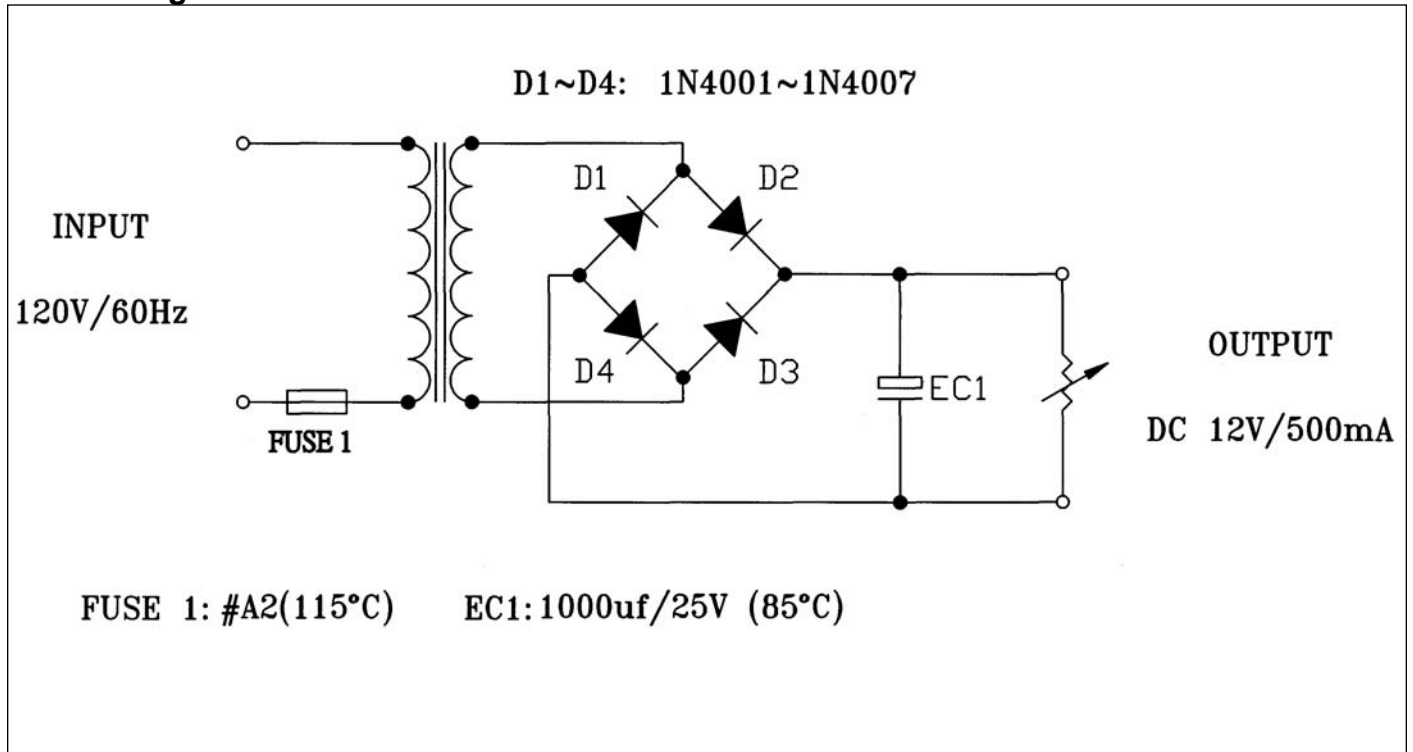 D1~D4: 1N4001~1N4007
D1
D2
INPUT
120V/60Hz
OUTPUT
D4
D3
EC1
DC 12V/500mA
FUSE 1
FUSE 1: #A2(115°C) EC1: 1000uf/25V (85°C)